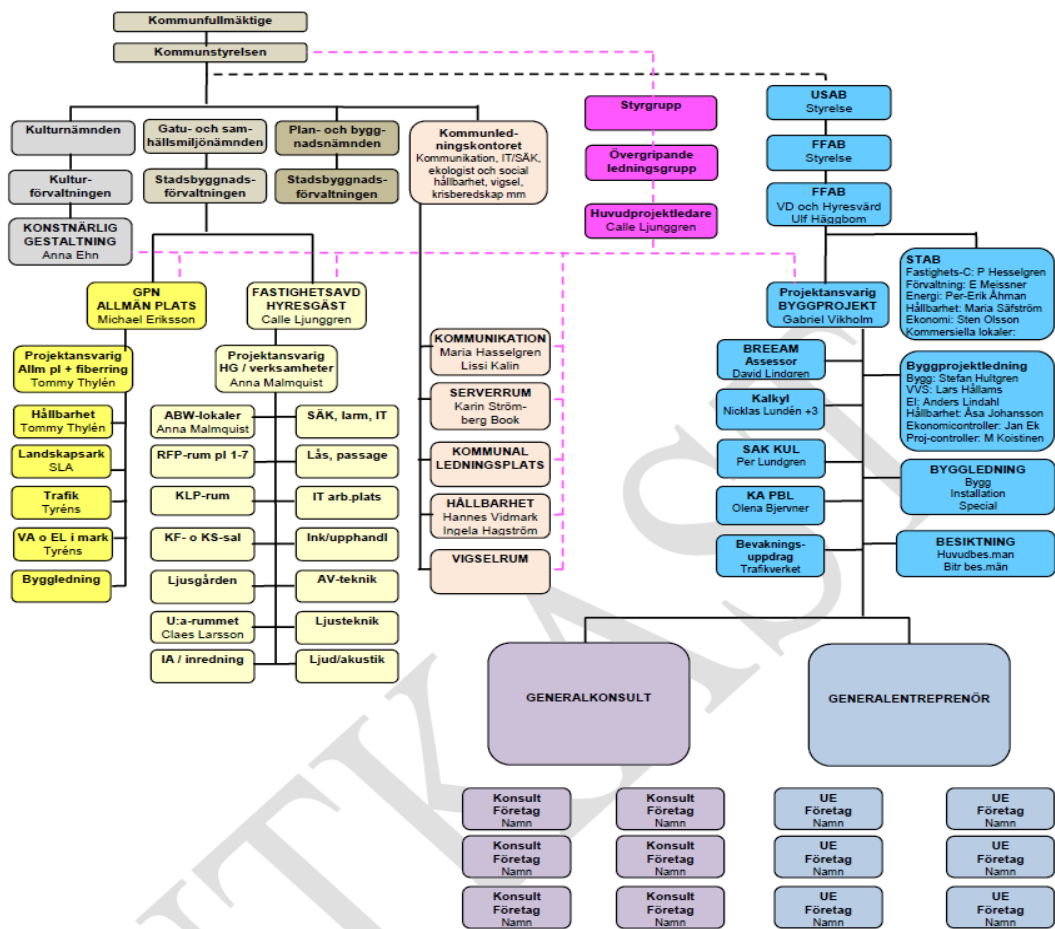 Kommunfullmäktige
Kommunstyrelsen
Kulturnämnden
Kultur-
förvaltningen
KONSTNÄRLIG
GESTALTNING
Anna Ehn
Gatu- och sam-
hällsmiljönämnden
Stadsbyggnads-
förvaltningen
Plan- och bygg-
nadsnämnden
Stadsbyggnads-
förvaltningen
Kommunled-
ningskontoret
Kommunikation, IT/SÄK,
ekologist och social
hållbarhet, vigsel,
krisberedskap mm
Styrgrupp
Övergripande
ledningsgrupp
Huvudprojektledare
Calle Ljunggren
USAB
Styrelse
FFAB
Styrelse
FFAB
VD och Hyresvärd
Ulf Häggbom
STAB
Fastighets-C: P Hesselgren
Förvaltning: E Meissner
Energi: Per-Erik Åhman
Hållbarhet: Maria Säfström
Ekonomi: Sten Olsson
Kommersiella lokaler:
GPN
ALLMÄN PLATS
Michael Eriksson
FASTIGHETSAVD
HYRESGÄST
Calle Ljunggren
Projektansvarig
BYGGPROJEKT
Gabriel Vikholm
Projektansvarig
Allm pl + fiberring
Tommy Thylén
Hållbarhet
Tommy Thylén
Landskapsark
SLA
Trafik
Tyréns
VA o EL i mark
Tyréns
Byggledning
Projektansvarig
HG / verksamheter
Anna Malmquist
ABW-lokaler
Anna Malmquist
RFP-rum pl 1-7
KLP-rum
KF- o KS-sal
Ljusgården
U:a-rummet
Claes Larsson
IA / inredning
SÄK, larm, IT
Lås, passage
IT arb.plats
Ink/upphandl
AV-teknik
Ljusteknik
Ljud/akustik
KOMMUNIKATION
Maria Hasselgren
Lissi Kalin
SERVERRUM
Karin Ström-
berg Book
KOMMUNAL
LEDNINGSPLATS
HÅLLBARHET
Hannes Vidmark
Ingela Hagström
VIGSELRUM
BREEAM
Assessor
David Lindgren
Kalkyl
Nicklas Lundén +3
SAK KUL
Per Lundgren
KA PBL
Olena Bjervner
Bevaknings-
uppdrag
Trafikverket
Byggprojektledning
Bygg: Stefan Hultgren
VVS: Lars Hållams
El: Anders Lindahl
Hållbarhet: Åsa Johansson
Ekonomicontroller: Jan Ek
Proj-controller: M Koistinen
BYGGLEDNING
Bygg
Installation
Special
BESIKTNING
Huvudbes.man
Bitr bes.män
GENERALKONSULT
GENERALENTREPRENÖR
Konsult
Företag
Namn
Konsult
Företag
Namn
UE
Företag
Namn
UE
Företag
Namn
Konsult
Företag
Namn
Konsult
Företag
Namn
UE
Företag
Namn
UE
Företag
Namn
Konsult
Företag
Namn
Konsult
Företag
Namn
UE
Företag
Namn
UE
Företag
Namn
UTKAST